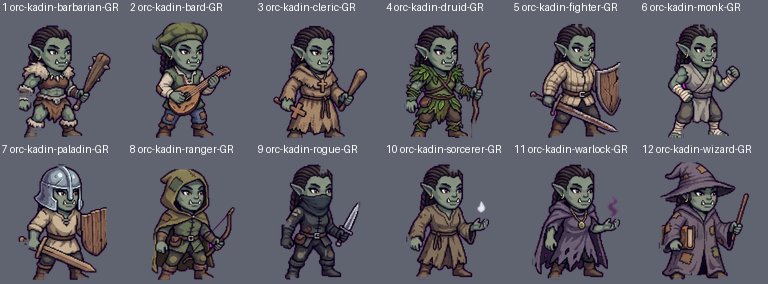 1 orc-kadin-barbarian-GR
2 orc-kadin-bard-GR
3 orc-kadin-cleric-GR
4 orc-kadin-druid-GR
5 orc-kadin-fighter-GR
6 orc-kadin-monk-GR
7 orc-kadin-paladin-GR
8 orc-kadin-ranger-GR
9 orc-kadin-rogue-GR
10 orc-kadin-sorcerer-GR
11 orc-kadin-warlock-GR
12 orc-kadin-wizard-GR